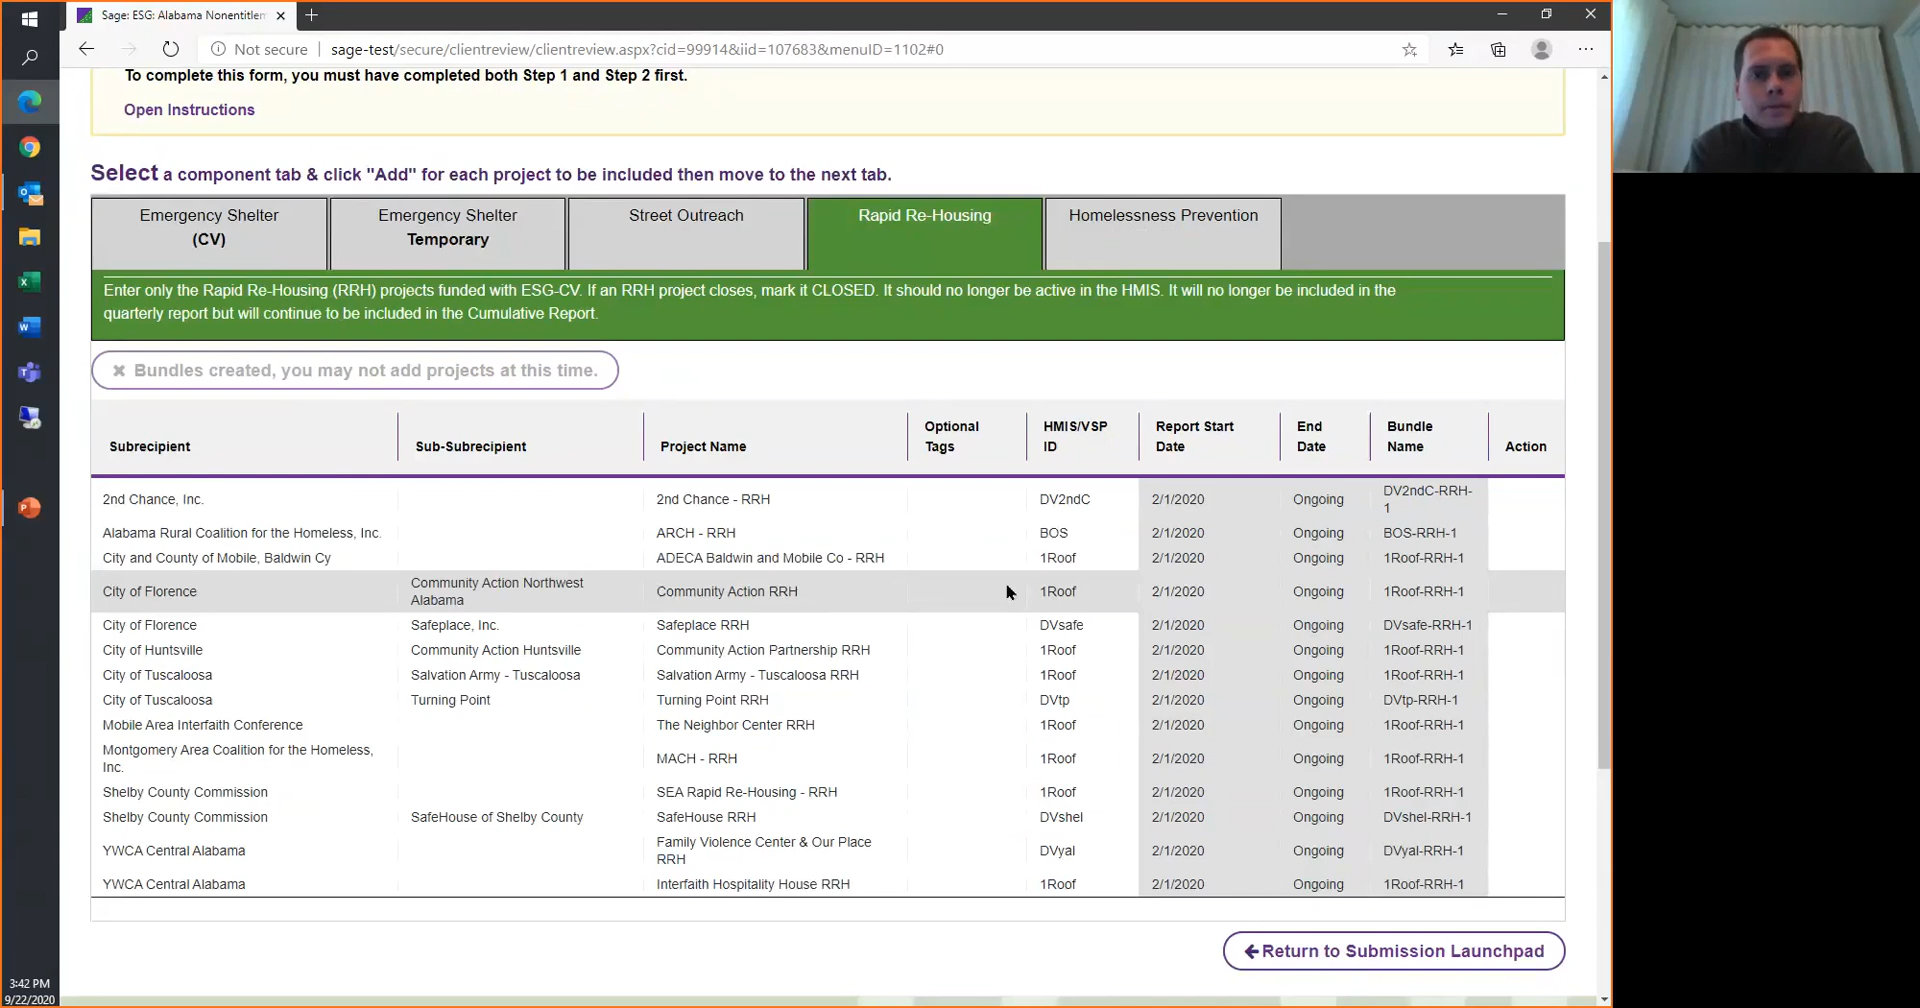 Sage: ESG: Alabama Nonentitlem
Not secure
sage-test/secure/clientreview/clientreview.aspx?cid=99914&iid=107683&menuID=1102#0
To complete this form, you must have completed both Step 1 and Step 2 first.
Open Instructions
Select a component tab & click "Add" for each project to be included then move to the next tab.
Emergency Shelter
(CV)
Emergency Shelter
Temporary
Street Outreach
Rapid Re-Housing
Homelessness Prevention
Enter only the Rapid Re-Housing (RRH) projects funded with ESG-CV. If an RRH project closes, mark it CLOSED. It should no longer be active in the HMIS. It will no longer be included in the
quarterly report but will continue to be included in the Cumulative Report.
Bundles created, you may not add projects at this time.
Subrecipient Sub-Subrecipient Project Name Optional Tags HMIS/VSP ID Report Start Date End Date Bundle Name Action
2nd Chance, Inc. 2nd Chance - RRH DV2ndC 2/1/2020 Ongoing DV2ndC-RRH-1
Alabama Rural Coalition for the Homeless, Inc. ARCH - RRH BOS 2/1/2020 Ongoing BOS-RRH-1
City and County of Mobile, Baldwin Cy ADECA Baldwin and Mobile Co - RRH 1Roof 2/1/2020 Ongoing 1Roof-RRH-1
City of Florence Community Action Northwest Alabama Community Action RRH 1Roof 2/1/2020 Ongoing 1Roof-RRH-1
City of Florence Safeplace, Inc. Safeplace RRH DVsafe 2/1/2020 Ongoing DVsafe-RRH-1
City of Huntsville Community Action Huntsville Community Action Partnership RRH 1Roof 2/1/2020 Ongoing 1Roof-RRH-1
City of Tuscaloosa Salvation Army - Tuscaloosa Salvation Army - Tuscaloosa RRH 1Roof 2/1/2020 Ongoing 1Roof-RRH-1
City of Tuscaloosa Turning Point Turning Point RRH DVtp 2/1/2020 Ongoing DVtp-RRH-1
Mobile Area Interfaith Conference The Neighbor Center RRH 1Roof 2/1/2020 Ongoing 1Roof-RRH-1
Montgomery Area Coalition for the Homeless, Inc. MACH - RRH 1Roof 2/1/2020 Ongoing 1Roof-RRH-1
Shelby County Commission SEA Rapid Re-Housing - RRH 1Roof 2/1/2020 Ongoing 1Roof-RRH-1
Shelby County Commission SafeHouse of Shelby County SafeHouse RRH DVshel 2/1/2020 Ongoing DVshel-RRH-1
YWCA Central Alabama Family Violence Center & Our Place RRH DVyal 2/1/2020 Ongoing DVyal-RRH-1
YWCA Central Alabama Interfaith Hospitality House RRH 1Roof 2/1/2020 Ongoing 1Roof-RRH-1
Return to Submission Launchpad
3:42 PM
9/22/2020